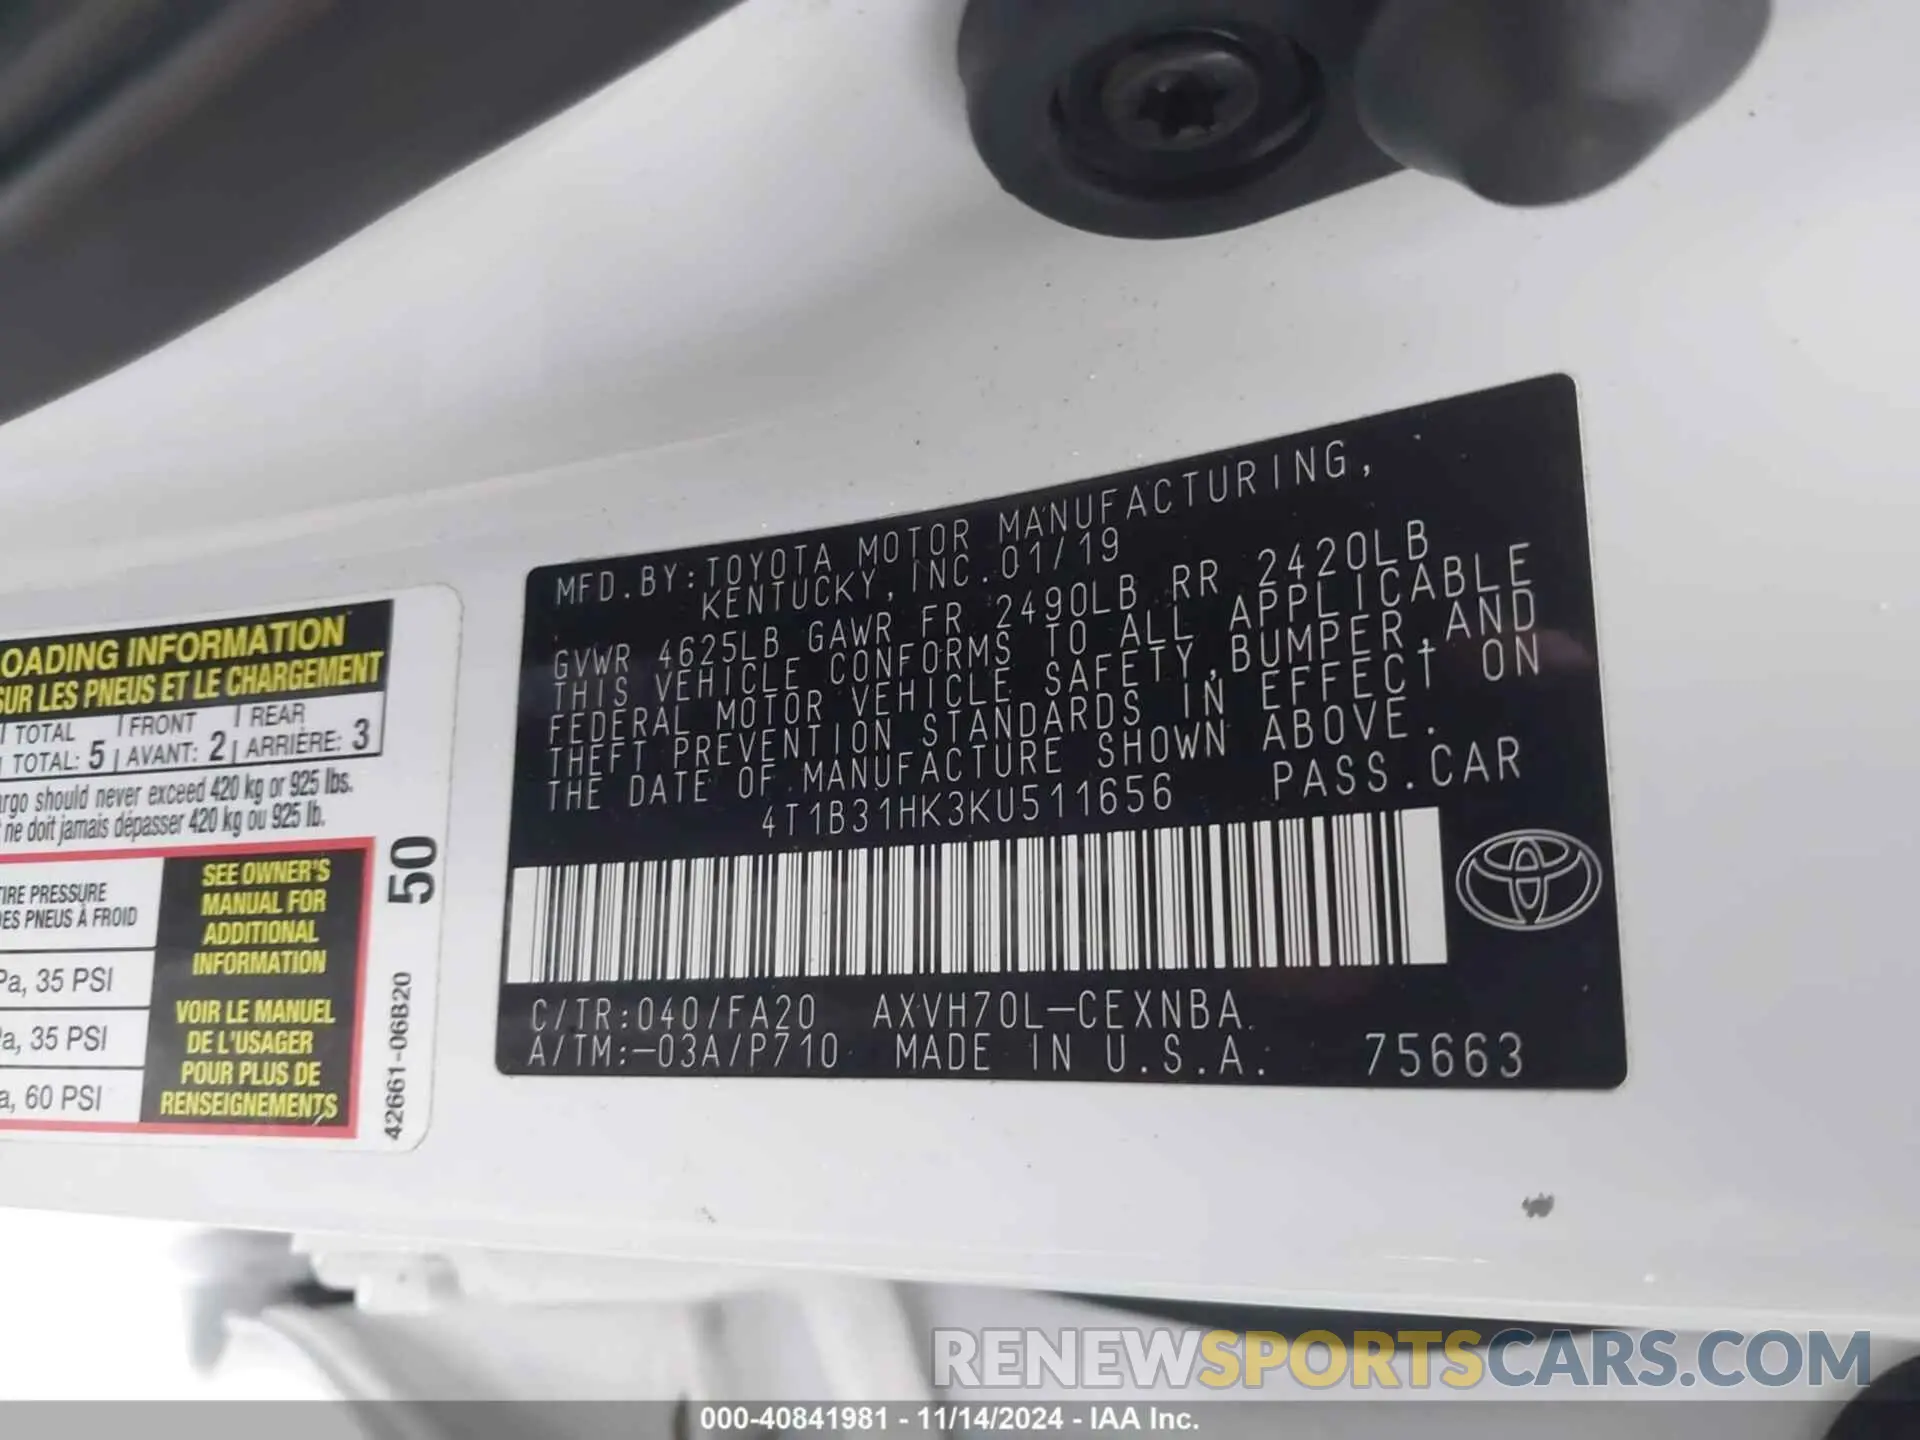 OADING INFORMATION
SUR LES PNEUS ET LE CHARGEMENT
TOTAL FRONT REAR
TOTAL: 5 AVANT: 2 ARRIÈRE: 3
should never exceed 420 kg or 925 lbs.
ne doit jamais dépasser 420 kg ou 925 lb.
TIRE PRESSURE
DES PNEUS À FROID
Pa, 35 PSI
a, 35 PSI
a, 60 PSI
SEE OWNER'S
MANUAL FOR
ADDITIONAL
INFORMATION
VOIR LE MANUEL
DE L'USAGER
POUR PLUS DE
RENSEIGNEMENTS
50
42661-06B20
MFD.BY:TOYOTA MOTOR MANUFACTURING,
KENTUCKY,INC.01/19
GVWR 4625LB GAWR FR 2490LB RR 2420LB
THIS VEHICLE CONFORMS TO ALL APPLICABLE
FEDERAL MOTOR VEHICLE SAFETY,BUMPER,AND
THEFT PREVENTION STANDARDS IN EFFECT ON
THE DATE OF MANUFACTURE SHOWN ABOVE.
4T1B31HK3KU511656 PASS.CAR
C/TR:040/FA20 AXVH70L-CEXNBA
A/TM:-03A/P710 MADE IN U.S.A. 75663
RENEWSPORTSCARS.COM
000-40841981 - 11/14/2024 - IAA Inc.